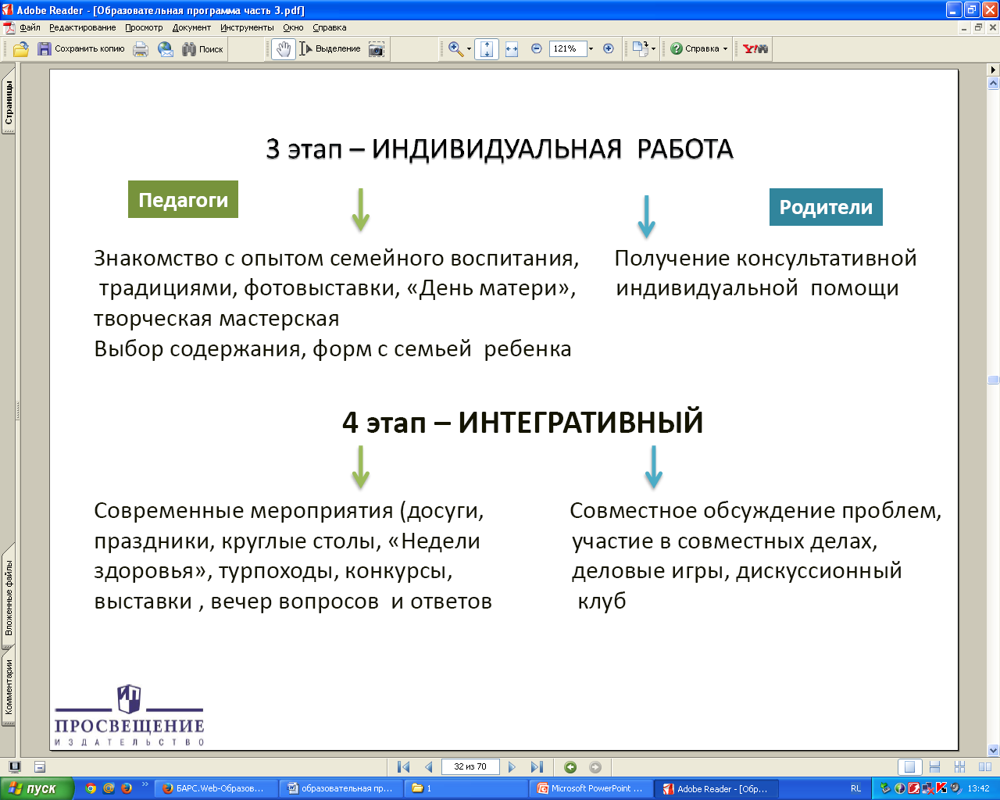 Adobe Reader - [Образовательная программа часть 3.pdf]
Файл Редактирование Просмотр Документ Инструменты Окно Справка
Сохранить копию Поиск Выделение 121% Справка Y!
Страницы
3 этап – ИНДИВИДУАЛЬНАЯ РАБОТА
Педагоги
Родители
Знакомство с опытом семейного воспитания,
традициями, фотовыставки, «День матери»,
творческая мастерская
Выбор содержания, форм с семьей ребенка
Получение консультативной
индивидуальной помощи
4 этап – ИНТЕГРАТИВНЫЙ
Современные мероприятия (досуги,
праздники, круглые столы, «Недели
здоровья», турпоходы, конкурсы,
выставки , вечер вопросов и ответов
Совместное обсуждение проблем,
участие в совместных делах,
деловые игры, дискуссионный
клуб
Вложенные файлы
Комментарии
ИП
ПРОСВЕЩЕНИЕ
ИЗДАТЕЛЬСТВО
32 из 70
пуск БАРС.Web-Образов... образовательная пр... 1 Microsoft PowerPoint ... Adobe Reader - [Обр... RL 13:42